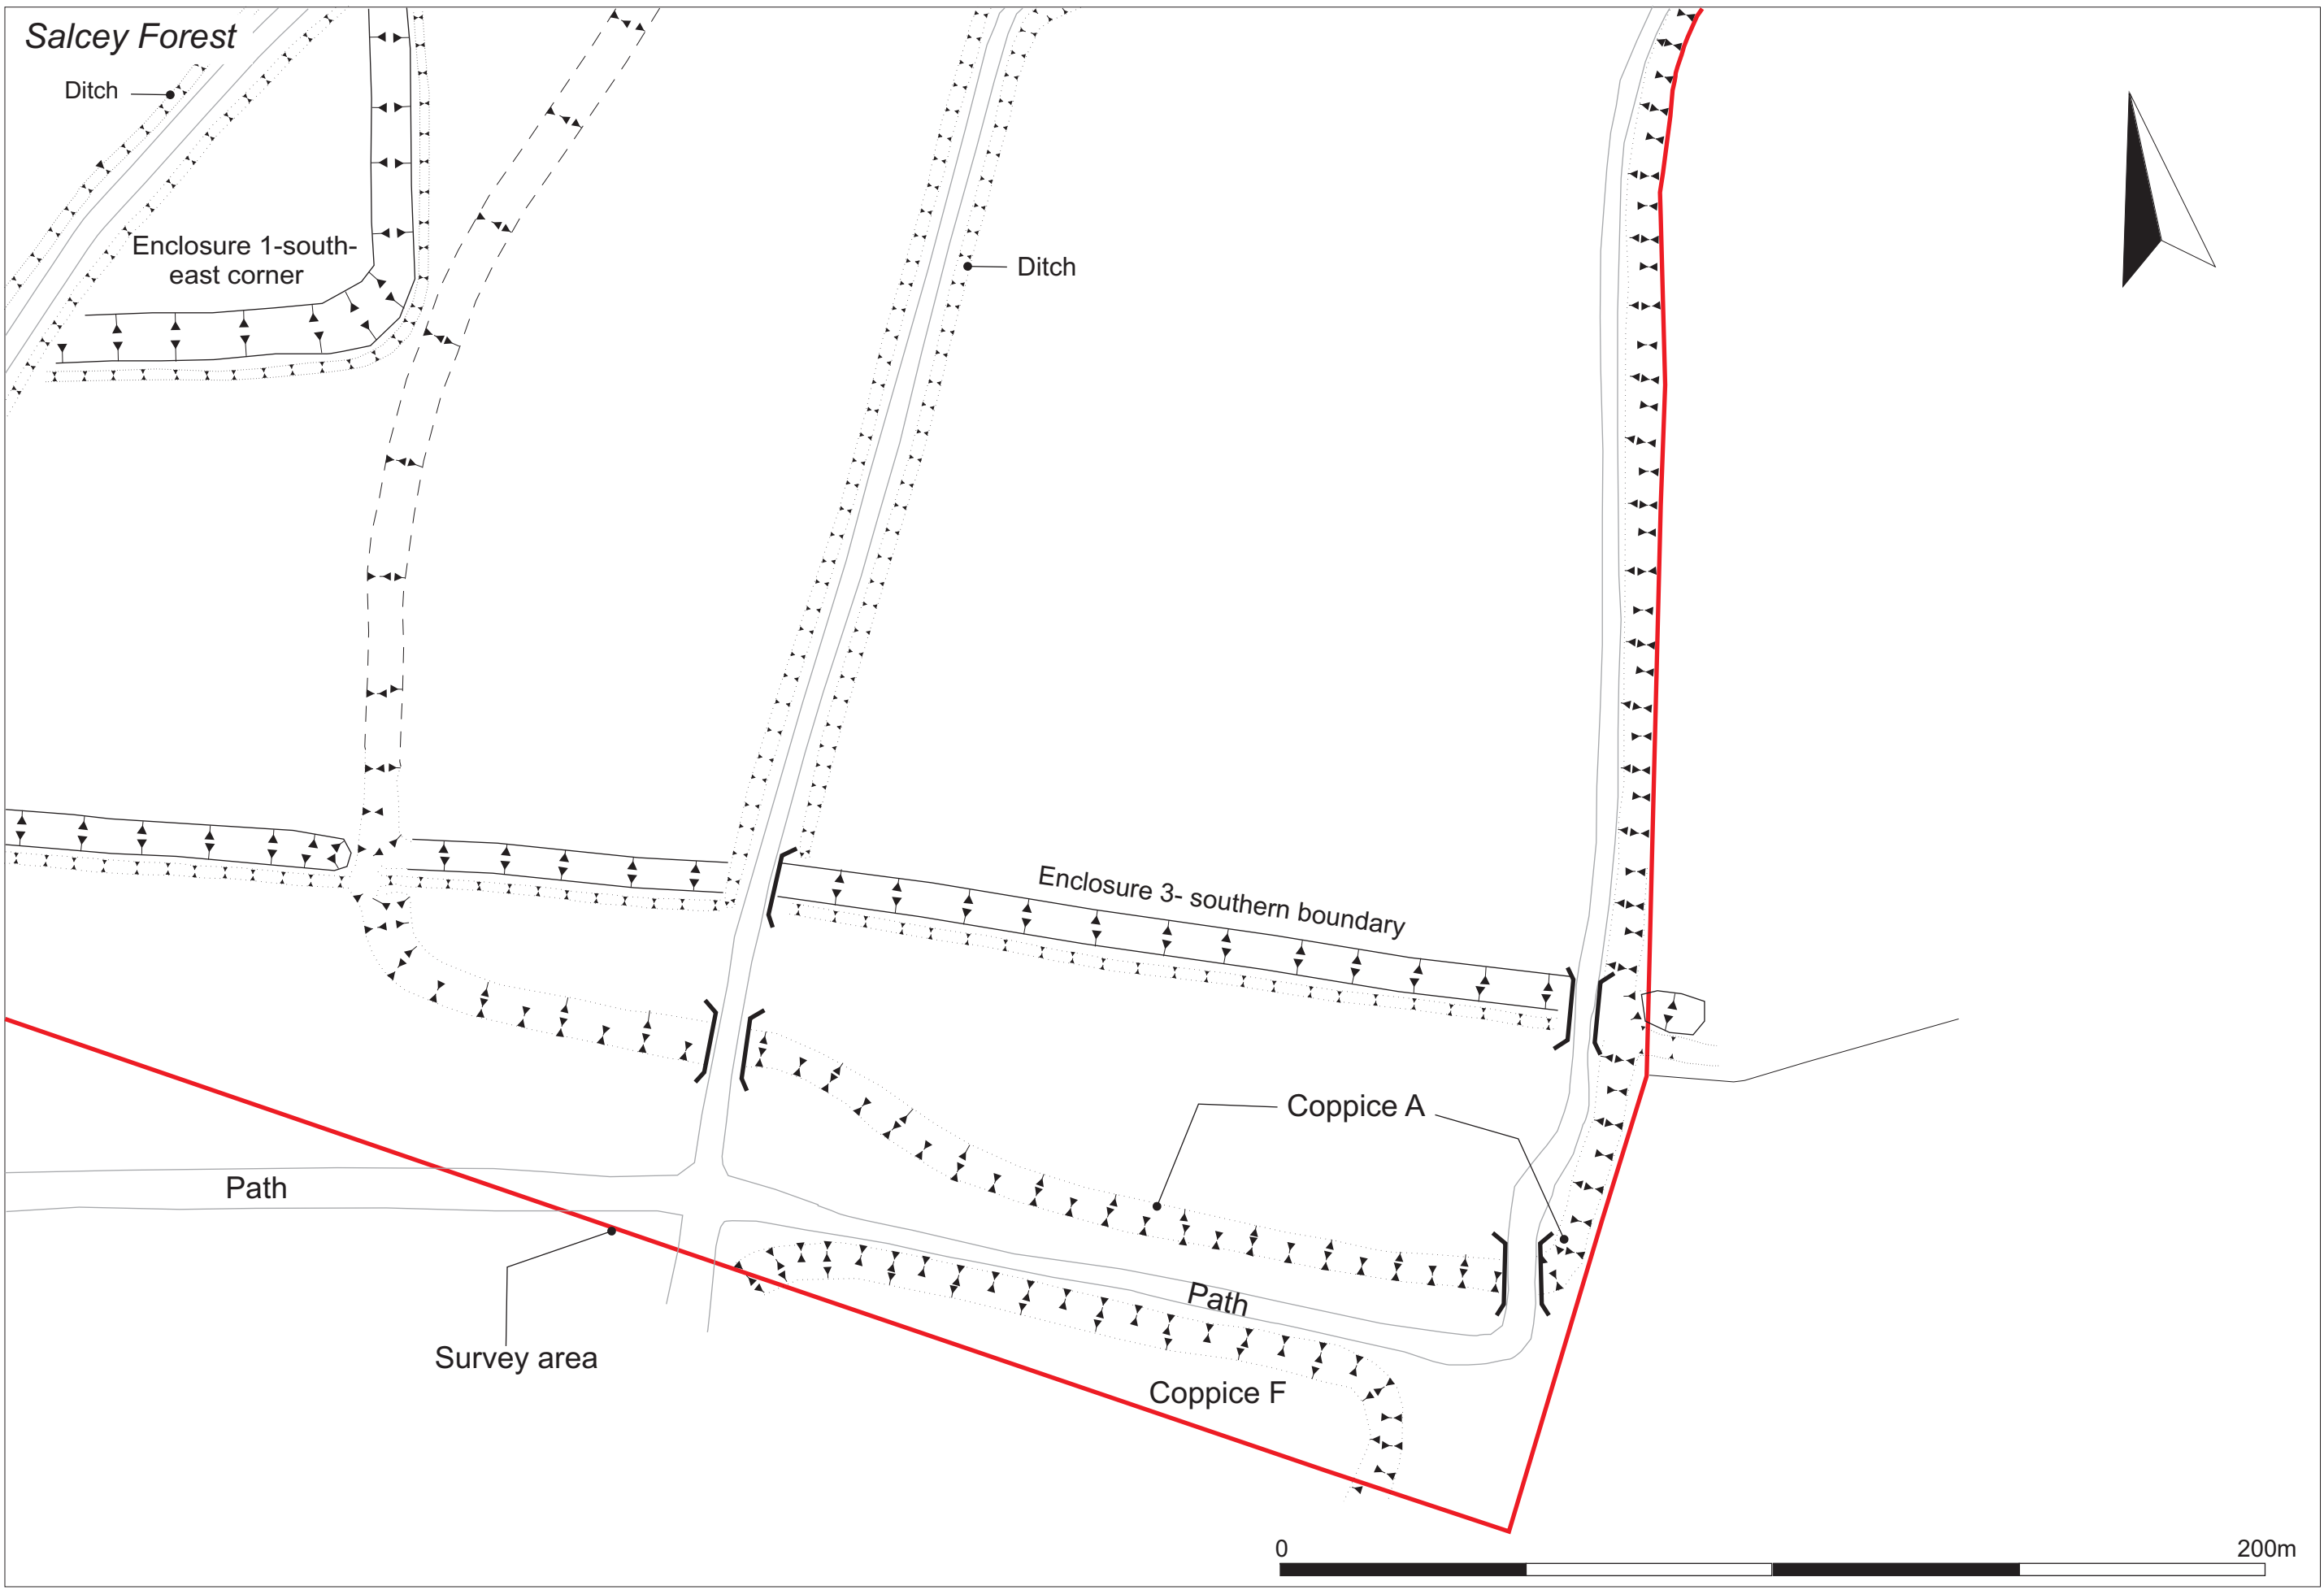 Salcey Forest
Ditch
Enclosure 1-south-
east corner
Ditch
Enclosure 3- southern boundary
Coppice A
Path
Path
Survey area
Coppice F
0
200m